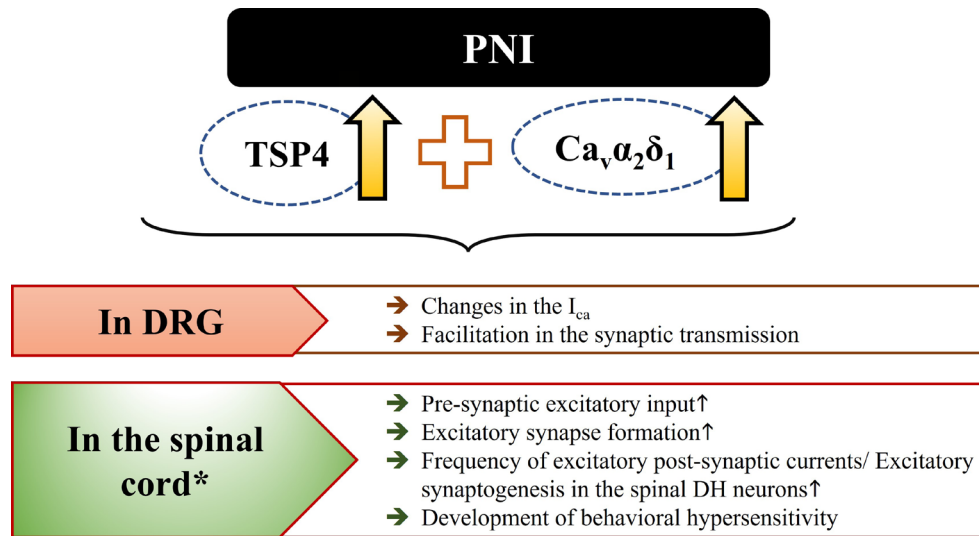 PNI
TSP4
Caᵥα₂δ₁
In DRG
➔ Changes in the I꜀ₐ
➔ Facilitation in the synaptic transmission
In the spinal
cord*
➔ Pre-synaptic excitatory input↑
➔ Excitatory synapse formation↑
➔ Frequency of excitatory post-synaptic currents/ Excitatory
synaptogenesis in the spinal DH neurons↑
➔ Development of behavioral hypersensitivity